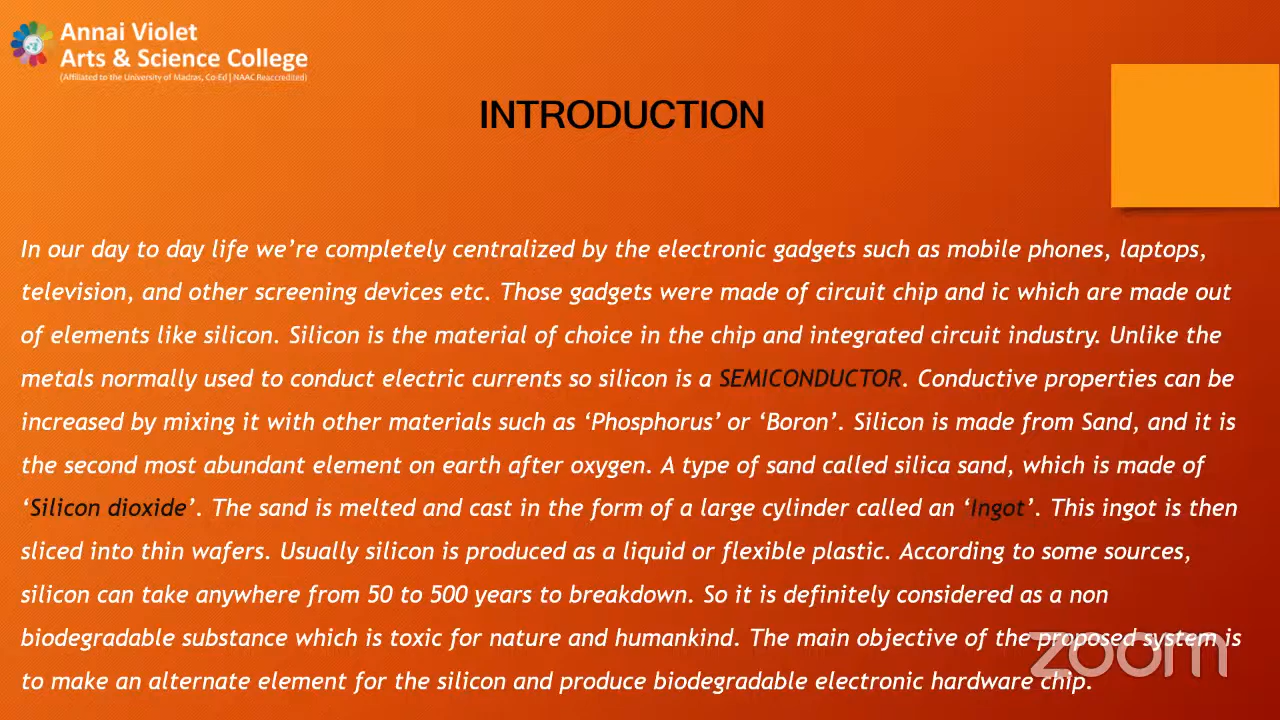 Annai Violet
Arts & Science College
(Affiliated to the University of Madras, Co-Ed | NAAC Reaccredited)
INTRODUCTION
In our day to day life we’re completely centralized by the electronic gadgets such as mobile phones, laptops,
television, and other screening devices etc. Those gadgets were made of circuit chip and ic which are made out
of elements like silicon. Silicon is the material of choice in the chip and integrated circuit industry. Unlike the
metals normally used to conduct electric currents so silicon is a SEMICONDUCTOR. Conductive properties can be
increased by mixing it with other materials such as ‘Phosphorus’ or ‘Boron’. Silicon is made from Sand, and it is
the second most abundant element on earth after oxygen. A type of sand called silica sand, which is made of
‘Silicon dioxide’. The sand is melted and cast in the form of a large cylinder called an ‘Ingot’. This ingot is then
sliced into thin wafers. Usually silicon is produced as a liquid or flexible plastic. According to some sources,
silicon can take anywhere from 50 to 500 years to breakdown. So it is definitely considered as a non
biodegradable substance which is toxic for nature and humankind. The main objective of the proposed system is
to make an alternate element for the silicon and produce biodegradable electronic hardware chip.
zoom